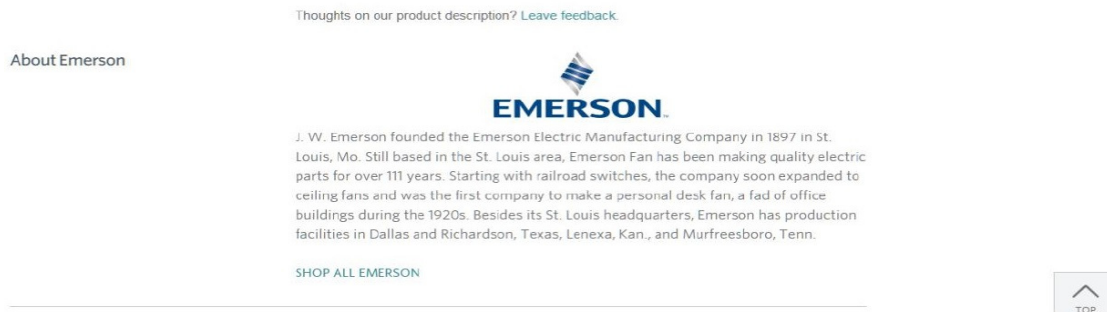 Thoughts on our product description? Leave feedback.
About Emerson
EMERSON™
J. W. Emerson founded the Emerson Electric Manufacturing Company in 1897 in St.
Louis, Mo. Still based in the St. Louis area, Emerson Fan has been making quality electric
parts for over 111 years. Starting with railroad switches, the company soon expanded to
ceiling fans and was the first company to make a personal desk fan, a fad of office
buildings during the 1920s. Besides its St. Louis headquarters, Emerson has production
facilities in Dallas and Richardson, Texas, Lenexa, Kan., and Murfreesboro, Tenn.
SHOP ALL EMERSON
TOP